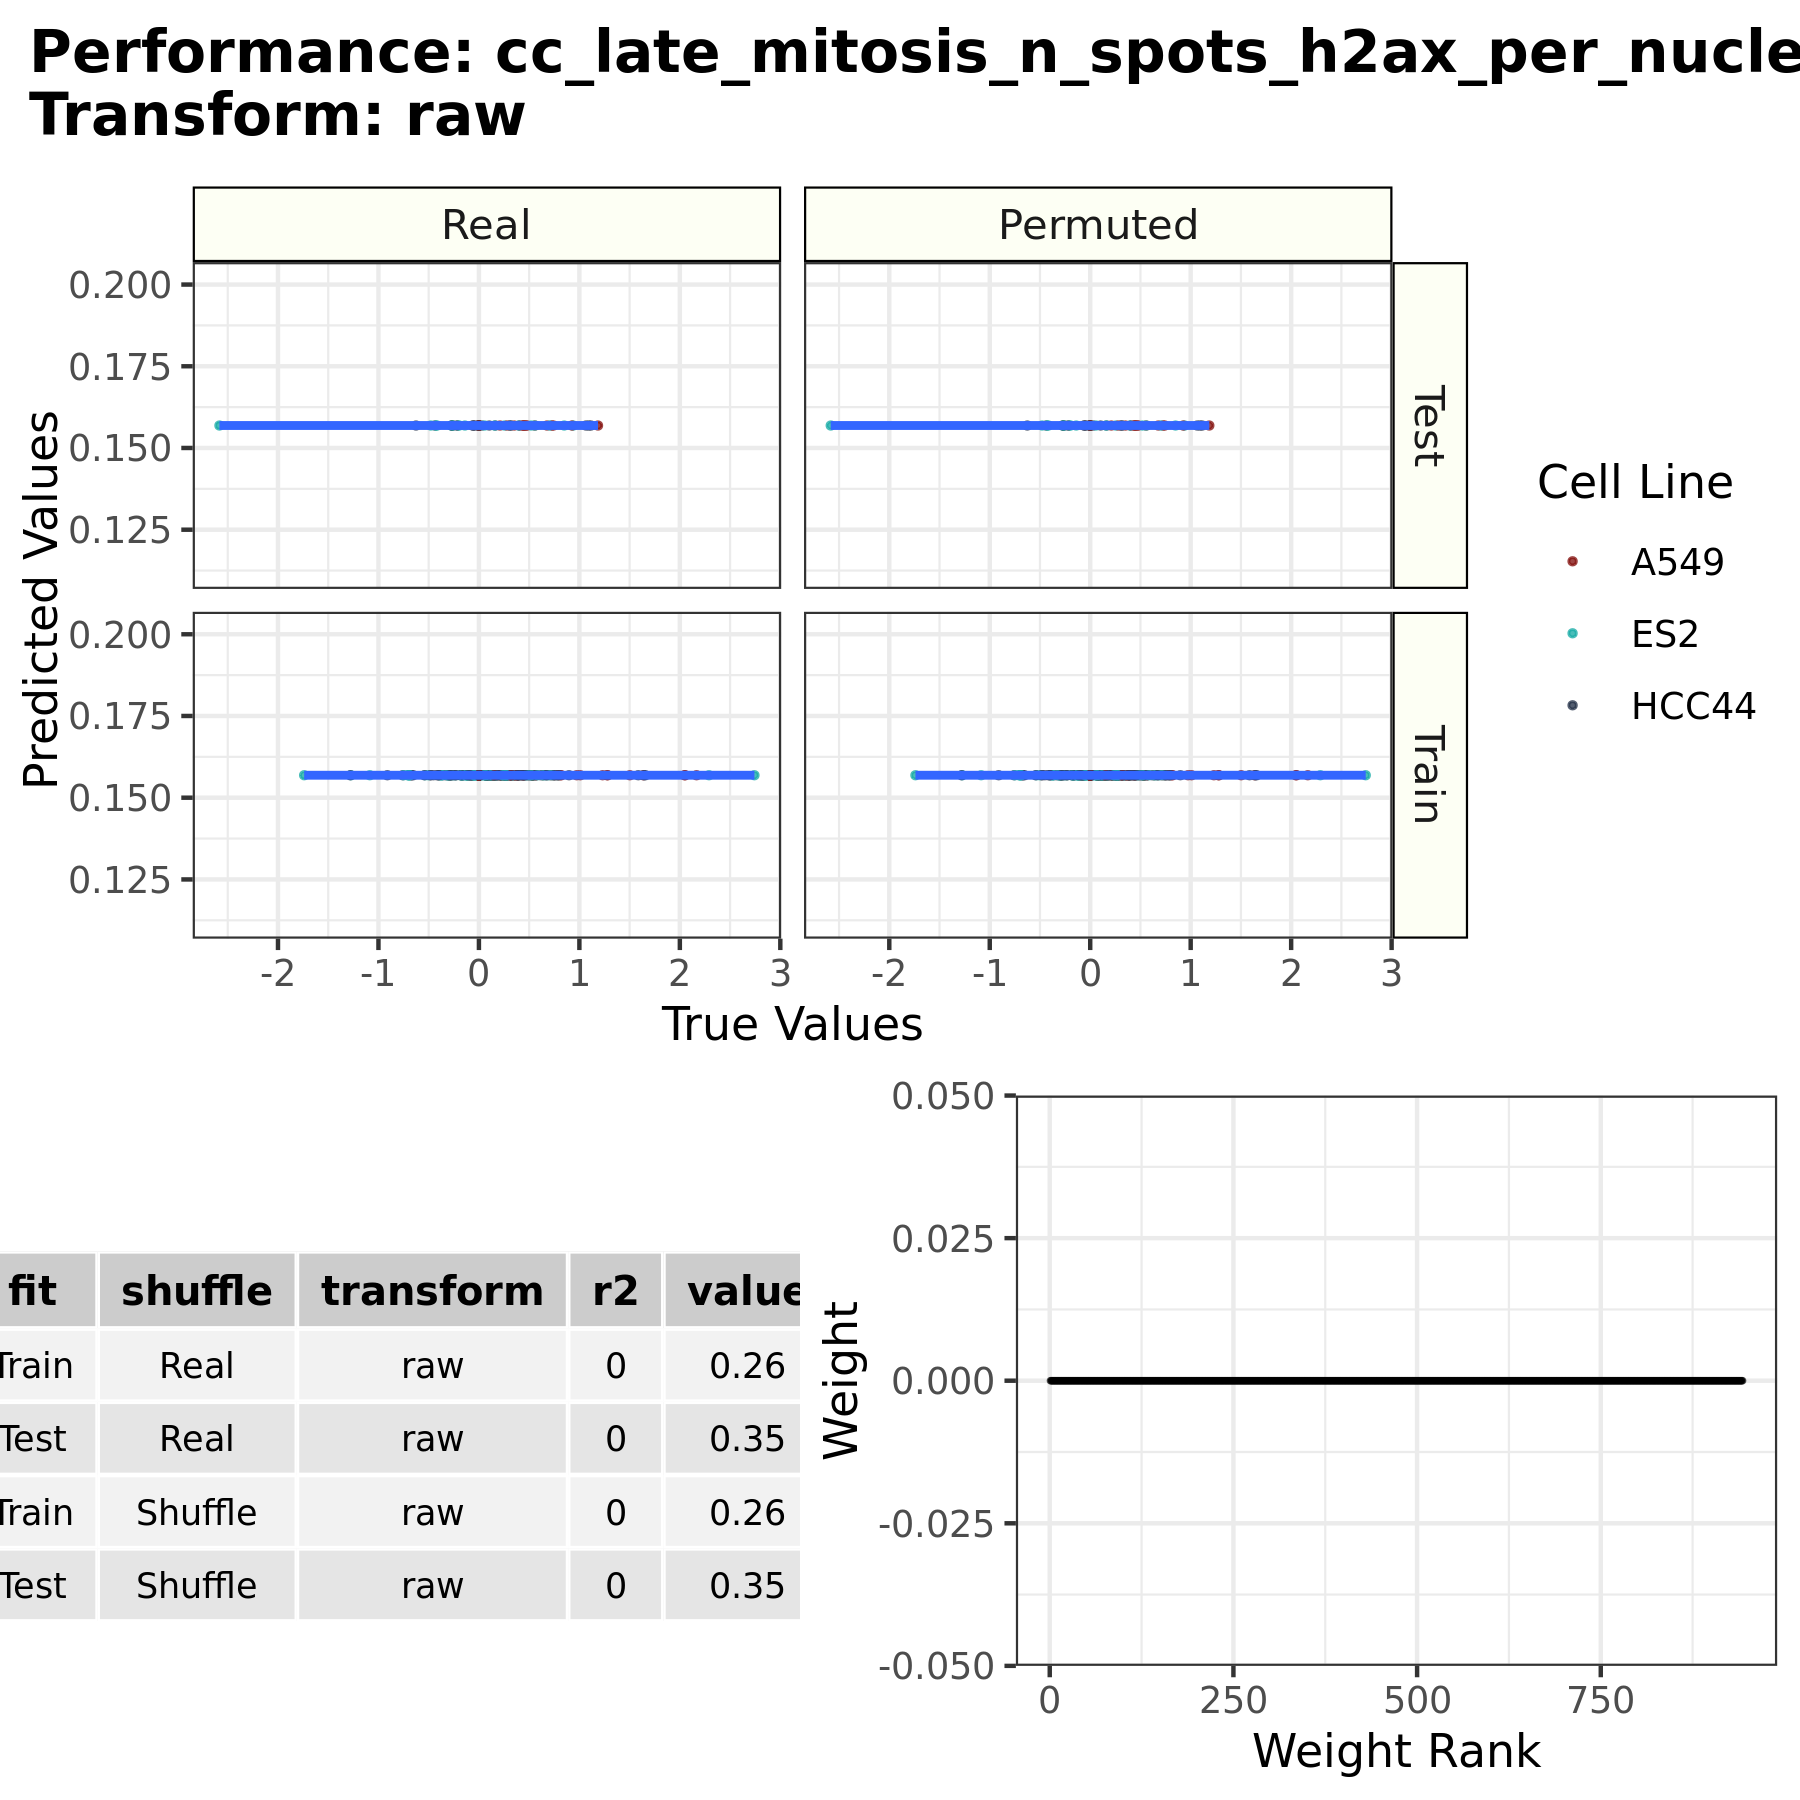 Performance: cc_late_mitosis_n_spots_h2ax_per_nucle
Transform: raw
Real
Permuted
0.200
0.175
0.150
0.125
Test
0.200
0.175
0.150
0.125
Train
Predicted Values
-2 -1 0 1 2 3
-2 -1 0 1 2 3
True Values
Cell Line
A549
ES2
HCC44
fit shuffle transform r2 value
Train Real raw 0 0.26
Test Real raw 0 0.35
Train Shuffle raw 0 0.26
Test Shuffle raw 0 0.35
Weight
0.050
0.025
0.000
-0.025
-0.050
0 250 500 750
Weight Rank